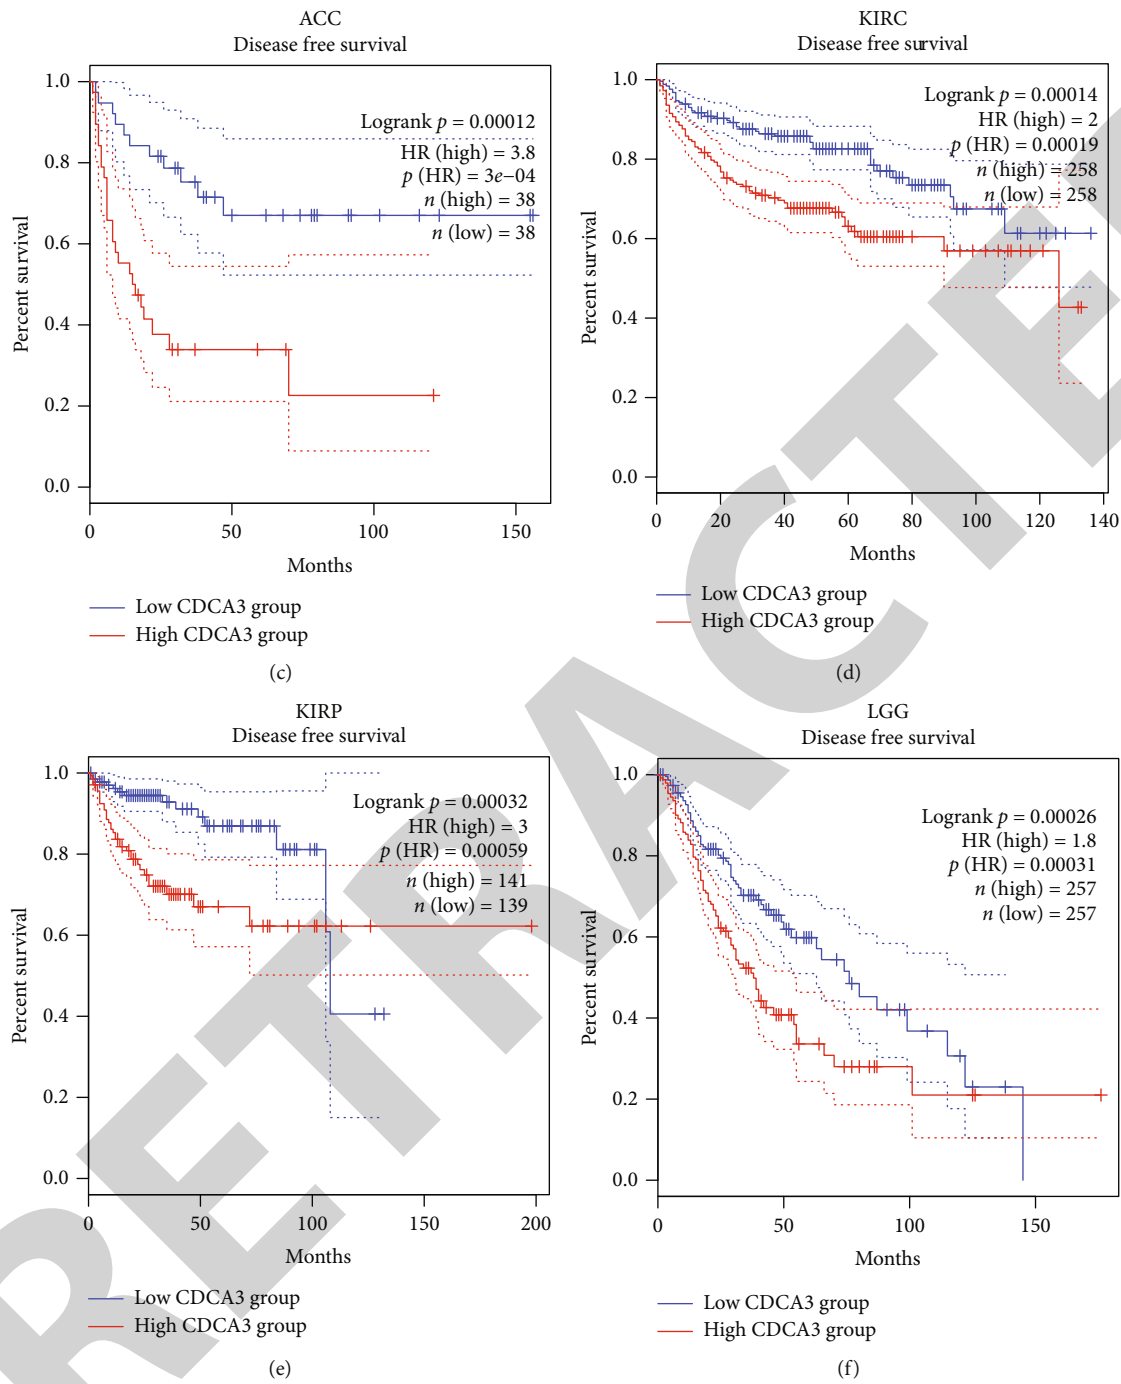 ACC
Disease free survival
1.0
0.8
0.6
0.4
0.2
0.0
Percent survival
Logrank p = 0.00012
HR (high) = 3.8
p (HR) = 3e−04
n (high) = 38
n (low) = 38
0 50 100 150
Months
Low CDCA3 group
High CDCA3 group
(c)
KIRC
Disease free survival
1.0
0.8
0.6
0.4
0.2
0.0
Percent survival
Logrank p = 0.00014
HR (high) = 2
p (HR) = 0.00019
n (high) = 258
n (low) = 258
0 20 40 60 80 100 120 140
Months
Low CDCA3 group
High CDCA3 group
(d)
KIRP
Disease free survival
1.0
0.8
0.6
0.4
0.2
0.0
Percent survival
Logrank p = 0.00032
HR (high) = 3
p (HR) = 0.00059
n (high) = 141
n (low) = 139
0 50 100 150 200
Months
Low CDCA3 group
High CDCA3 group
(e)
LGG
Disease free survival
1.0
0.8
0.6
0.4
0.2
0.0
Percent survival
Logrank p = 0.00026
HR (high) = 1.8
p (HR) = 0.00031
n (high) = 257
n (low) = 257
0 50 100 150
Months
Low CDCA3 group
High CDCA3 group
(f)
RETRACTE